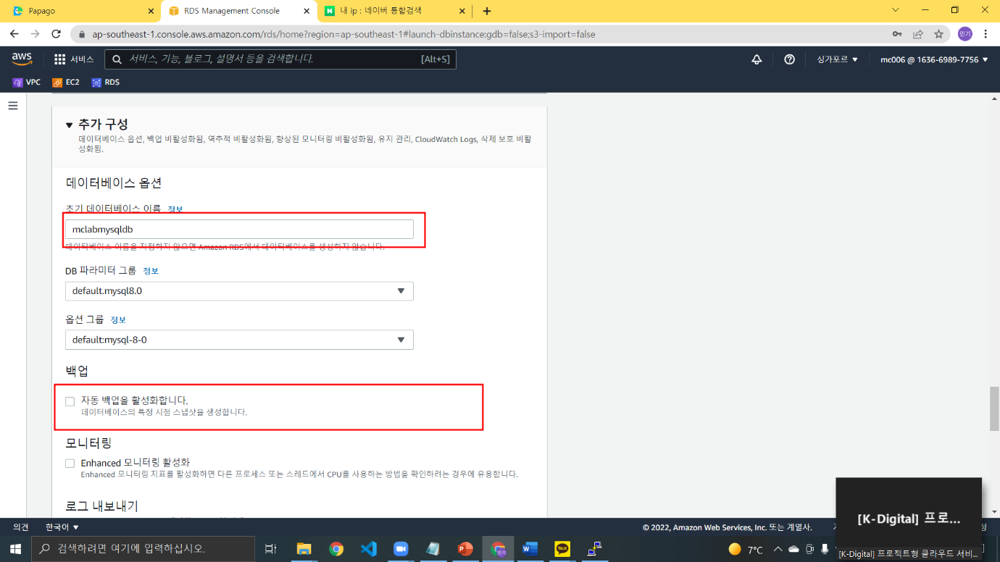 Papago
RDS Management Console
내 ip : 네이버 통합검색
ap-southeast-1.console.aws.amazon.com/rds/home?region=ap-southeast-1#launch-dbinstance:gdb=false;s3-import=false
민기
aws
서비스
서비스, 기능, 블로그, 설명서 등을 검색합니다.
[Alt+S]
싱가포르
mc006 @ 1636-6989-7756
VPC
EC2
RDS
추가 구성
데이터베이스 옵션, 백업 비활성화됨, 역추적 비활성화됨, 향상된 모니터링 비활성화됨, 유지 관리, CloudWatch Logs, 삭제 보호 비활
성화됨.
데이터베이스 옵션
초기 데이터베이스 이름 정보
mclabmysqldb
데이터베이스 이름을 지정하지 않으면 Amazon RDS에서 데이터베이스를 생성하지 않습니다.
DB 파라미터 그룹 정보
default.mysql8.0
옵션 그룹 정보
default:mysql-8-0
백업
자동 백업을 활성화합니다.
데이터베이스의 특정 시점 스냅샷을 생성합니다.
모니터링
Enhanced 모니터링 활성화
Enhanced 모니터링 지표를 활성화하면 다른 프로세스 또는 스레드에서 CPU를 사용하는 방법을 확인하려는 경우에 유용합니다.
로그 내보내기
[K-Digital] 프로...
의견
한국어
© 2022, Amazon Web Services, Inc. 또는 계열사.
정
검색하려면 여기에 입력하십시오.
7°C
[K-Digital] 프로젝트형 클라우드 서비...